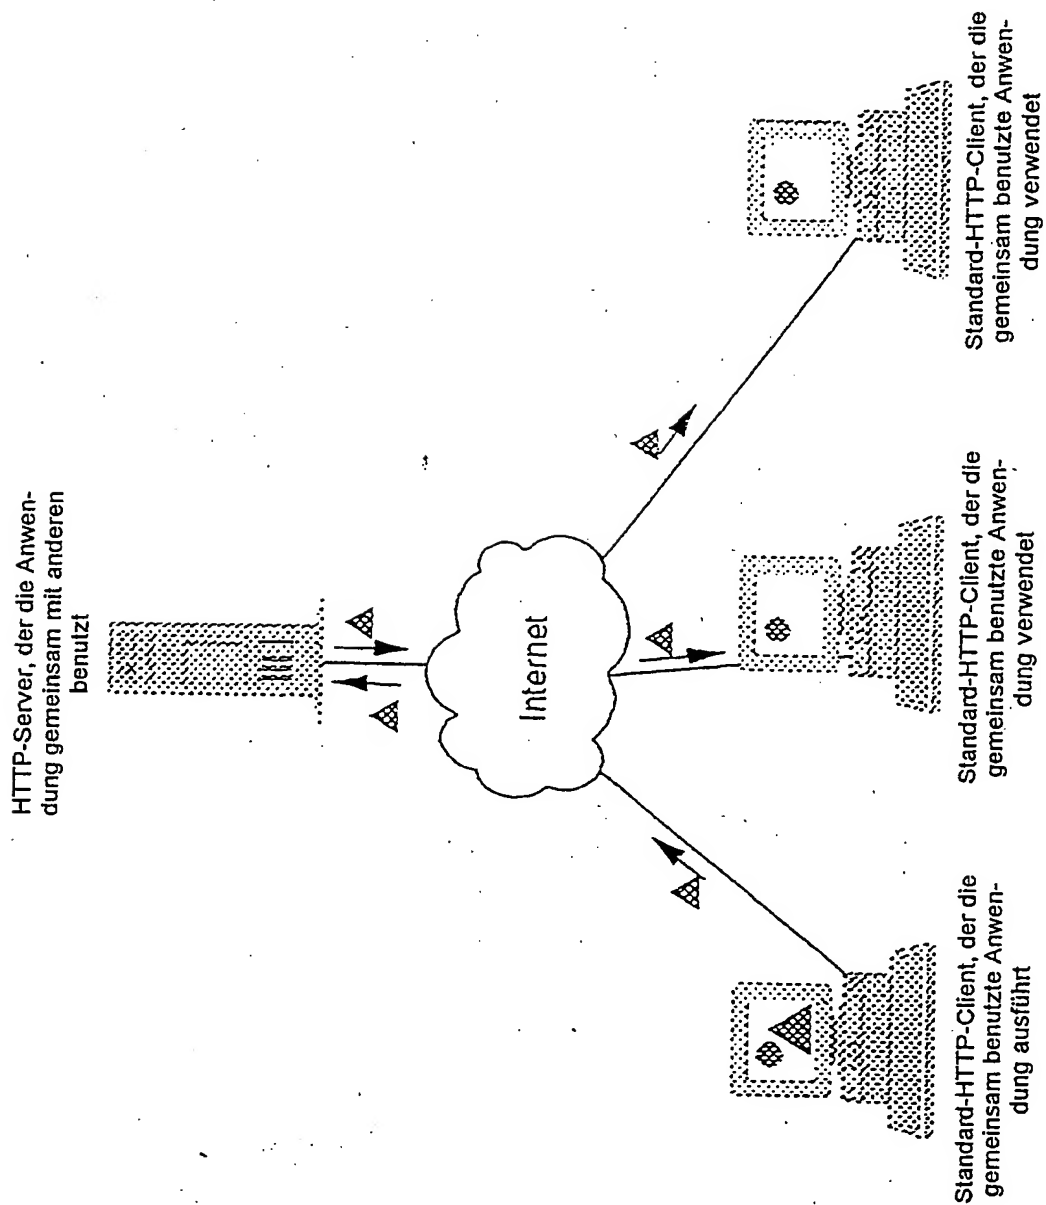 HTTP-Server, der die Anwen-
dung gemeinsam mit anderen
benutzt
Internet
Standard-HTTP-Client, der die
gemeinsam benutzte Anwen-
dung ausführt
Standard-HTTP-Client, der die
gemeinsam benutzte Anwen-
dung verwendet
Standard-HTTP-Client, der die
gemeinsam benutzte Anwen-
dung verwendet